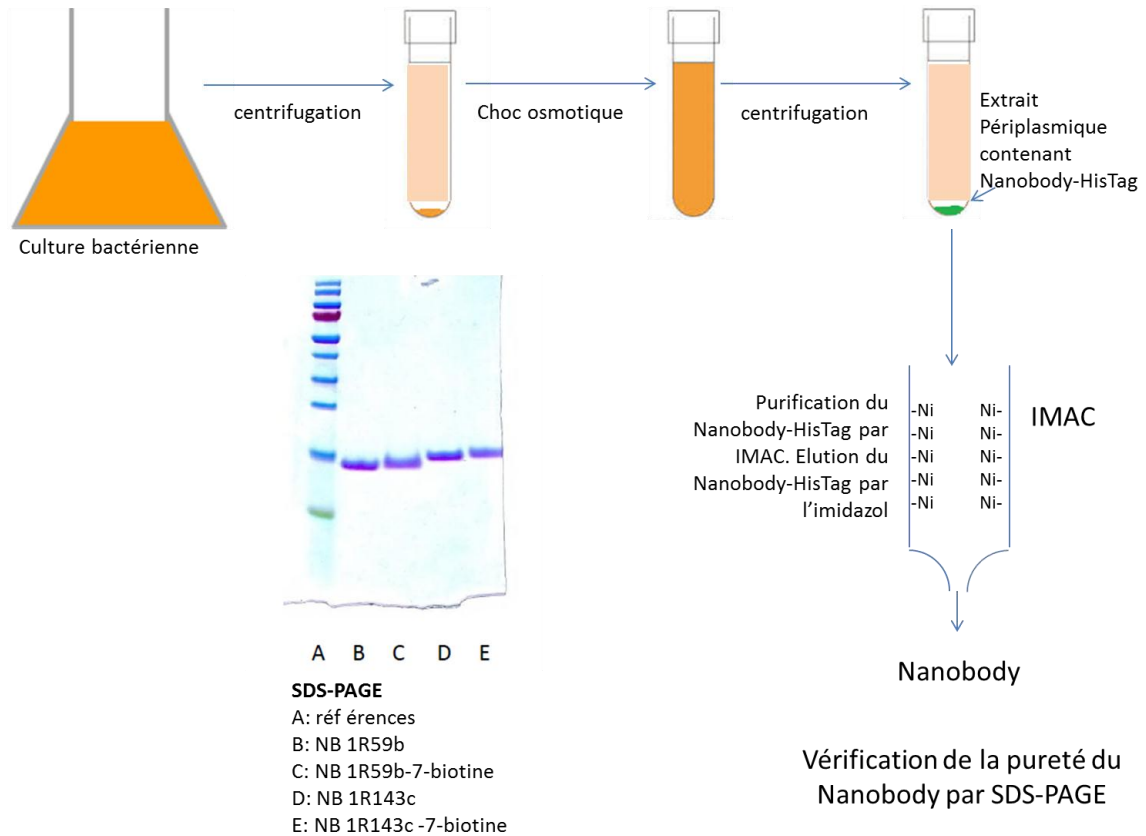 centrifugation
Choc osmotique
centrifugation
Extrait
Périplasmique
contenant
Nanobody-HisTag
Culture bactérienne
Purification du
Nanobody-HisTag par
IMAC. Elution du
Nanobody-HisTag par
l'imidazol
-Ni Ni-
-Ni Ni-
-Ni Ni-
-Ni Ni-
-Ni Ni-
IMAC
Nanobody
Vérification de la pureté du
Nanobody par SDS-PAGE
A B C D E
SDS-PAGE
A: réf érences
B: NB 1R59b
C: NB 1R59b-7-biotine
D: NB 1R143c
E: NB 1R143c -7-biotine